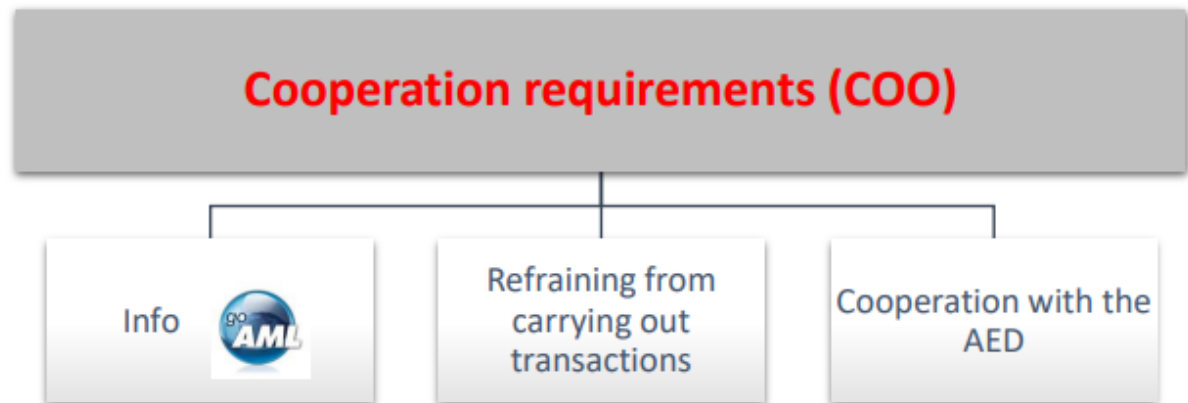 Cooperation requirements (COO)
Info
go
AML
Refraining from
carrying out
transactions
Cooperation with the
AED